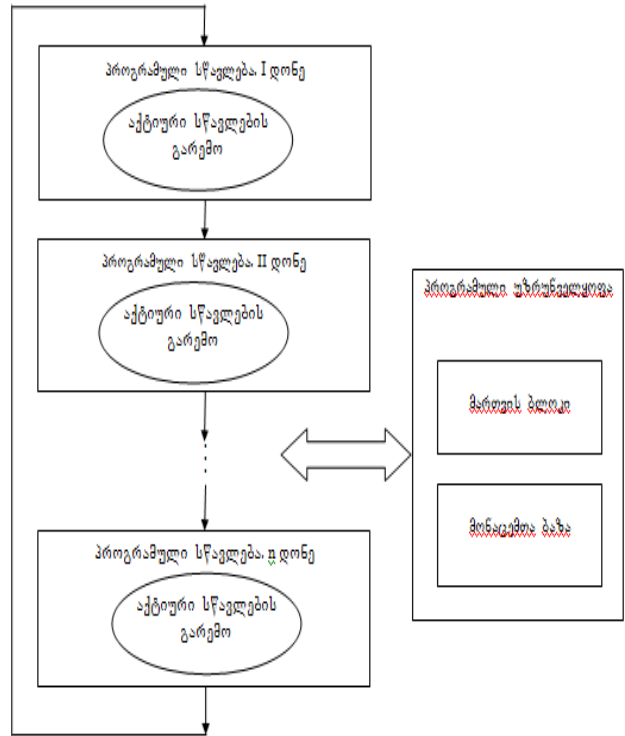 პროგრამული სწავლება. I დონე
აქტიური სწავლების
გარემო
პროგრამული სწავლება. II დონე
აქტიური სწავლების
გარემო
პროგრამული უზრუნველყოფა
მართვის ბლოკი
მონაცემთა ბაზა
პროგრამული სწავლება. n დონე
აქტიური სწავლების
გარემო